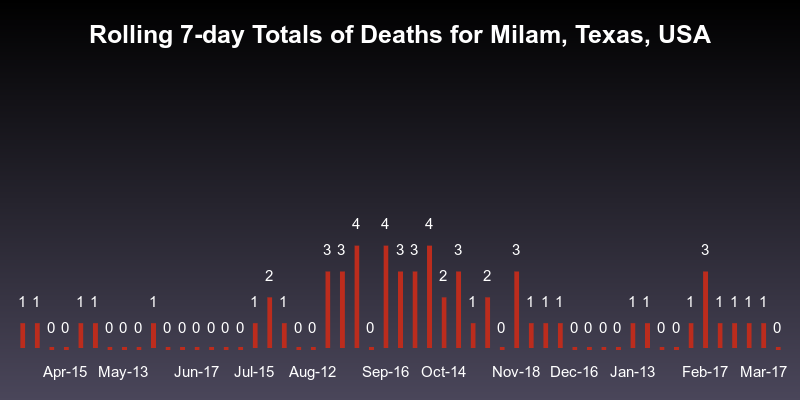 Rolling 7-day Totals of Deaths for Milam, Texas, USA
4 4 4
3 3 3 3 3 3 3
2 2 2
1 1 1 1 1 1 1 1 1 1 1 1 1 1 1 1 1 1
0 0 0 0 0 0 0 0 0 0 0 0 0 0 0 0 0 0 0 0 0 0
Apr-15 May-13 Jun-17 Jul-15 Aug-12 Sep-16 Oct-14 Nov-18 Dec-16 Jan-13 Feb-17 Mar-17